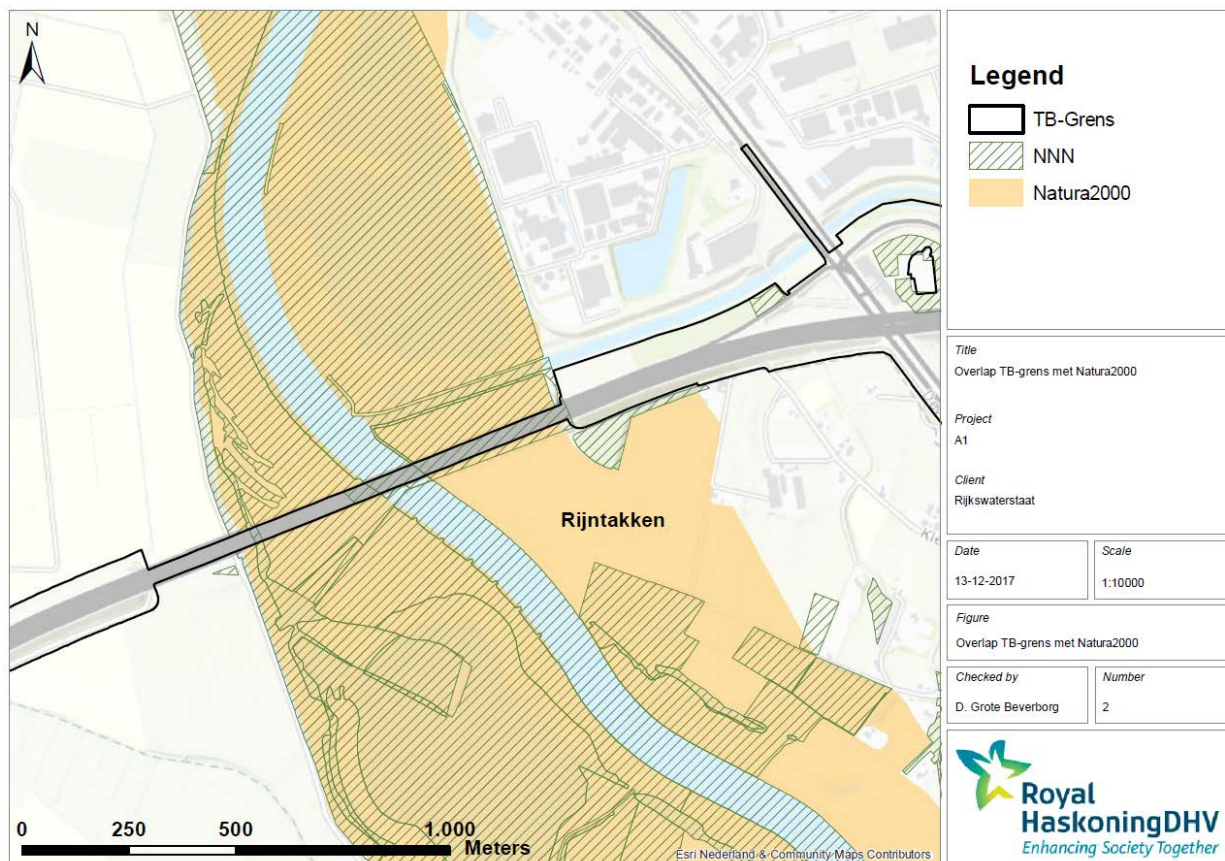 N
Rijntakken
0 250 500 1.000
Meters
Esri Nederland & Community Maps Contributors
Legend
TB-Grens
NNN
Natura2000
Title
Overlap TB-grens met Natura2000
Project
A1
Client
Rijkswaterstaat
Date
13-12-2017
Scale
1:10000
Figure
Overlap TB-grens met Natura2000
Checked by
D. Grote Beverborg
Number
2
Royal
HaskoningDHV
Enhancing Society Together